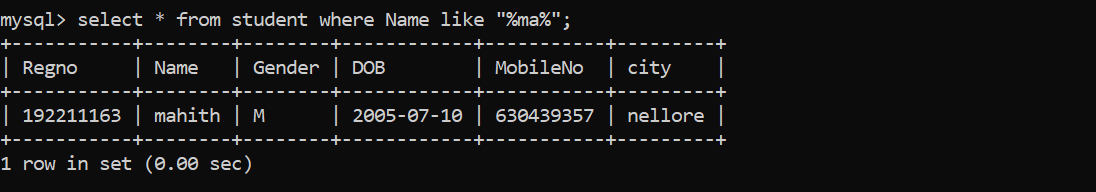 mysql> select * from student where Name like "%ma%";
+-----------+--------+--------+------------+-----------+---------+
| Regno     | Name   | Gender | DOB        | MobileNo  | city    |
+-----------+--------+--------+------------+-----------+---------+
| 192211163 | mahith | M      | 2005-07-10 | 630439357 | nellore |
+-----------+--------+--------+------------+-----------+---------+
1 row in set (0.00 sec)